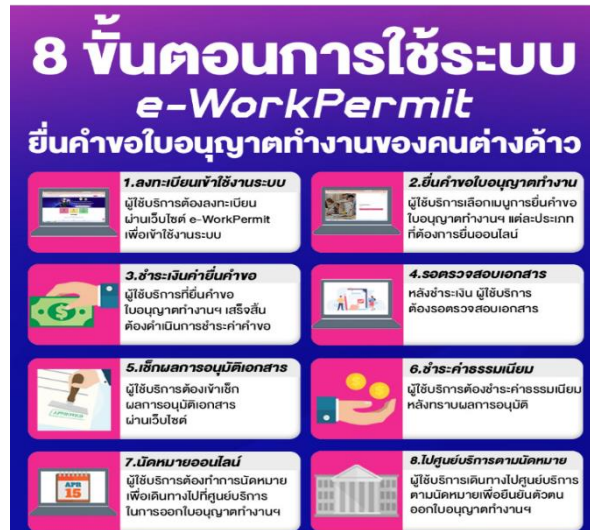 8 ขั้นตอนการใช้ระบบ
e-WorkPermit
ยื่นคำขอใบอนุญาตทำงานของคนต่างด้าว
1.ลงทะเบียนเข้าใช้งานระบบ
ผู้ใช้บริการต้องลงทะเบียน
ผ่านเว็บไซต์ e-WorkPermit
เพื่อเข้าใช้งานระบบ
2.ยื่นคำขอใบอนุญาตทำงาน
ผู้ใช้บริการเลือกเมนูการยื่นคำขอ
ใบอนุญาตทำงานฯ แต่ละประเภท
ที่ต้องการยื่นออนไลน์
3.ชำระเงินค่ายื่นคำขอ
ผู้ใช้บริการที่ยื่นคำขอ
ใบอนุญาตทำงานฯ เสร็จสิ้น
ต้องดำเนินการชำระค่าคำขอ
4.รอตรวจสอบเอกสาร
หลังชำระเงิน ผู้ใช้บริการ
ต้องรอตรวจสอบเอกสาร
5.เช็กผลการอนุมัติเอกสาร
ผู้ใช้บริการต้องเข้าเช็ก
ผลการอนุมัติเอกสาร
ผ่านเว็บไซต์
6.ชำระค่าธรรมเนียม
ผู้ใช้บริการต้องชำระค่าธรรมเนียม
หลังทราบผลการอนุมัติ
7.นัดหมายออนไลน์
ผู้ใช้บริการต้องทำการนัดหมาย
เพื่อเดินทางไปที่ศูนย์บริการ
ในการออกใบอนุญาตทำงานฯ
APR
15
8.ไปศูนย์บริการตามนัดหมาย
ผู้ใช้บริการเดินทางไปศูนย์บริการ
ตามนัดหมายเพื่อยืนยันตัวตน
ออกใบอนุญาตทำงานฯ